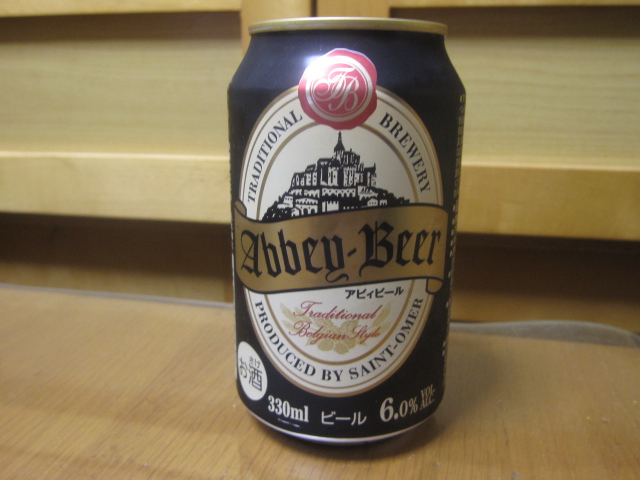 TB
TRADITIONAL BREWERY
Abbey-Beer
アビィビール
Traditional
Belgian Style
PRODUCED BY SAINT-OMER
お酒
330ml ビール 6.0% VOL. ALC.